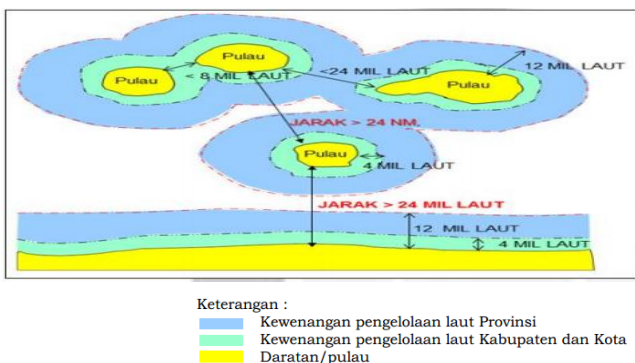 Pulau
Pulau
< 8 MIL LAUT
<24 MIL LAUT
Pulau
12 MIL LAUT
JARAK > 24 NM.
Pulau
4 MIL LAUT
JARAK > 24 MIL LAUT
12 MIL LAUT
4 MIL LAUT
Keterangan :
Kewenangan pengelolaan laut Provinsi
Kewenangan pengelolaan laut Kabupaten dan Kota
Daratan/pulau